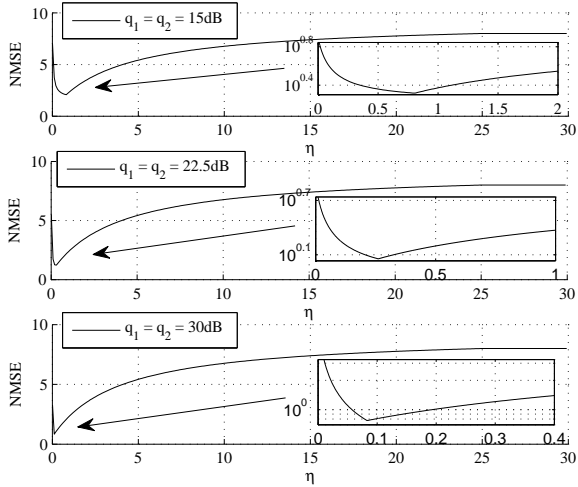 10
5
0
NMSE
q1 = q2 = 15dB
10^0.8
10^0.4
0 0.5 1 1.5 2
0 5 10 15 20 25 30
η
10
5
0
NMSE
q1 = q2 = 22.5dB
10^0.7
10^0.1
0 0.5 1
0 5 10 15 20 25 30
η
10
5
0
NMSE
q1 = q2 = 30dB
10^0
0 0.1 0.2 0.3 0.4
0 5 10 15 20 25 30
η